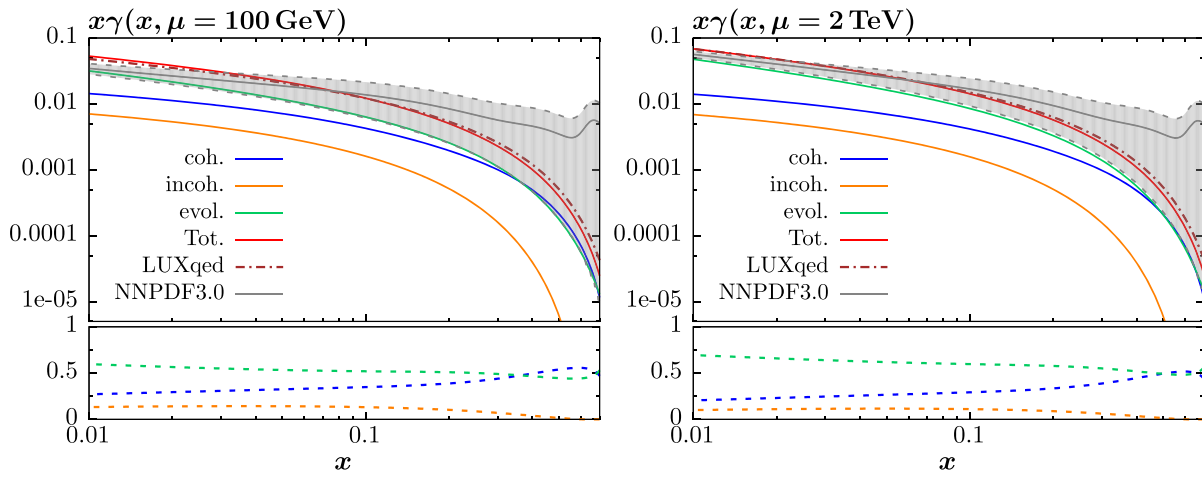 xγ(x, μ = 100 GeV)
0.1
0.01
0.001
0.0001
1e-05
coh.
incoh.
evol.
Tot.
LUXqed
NNPDF3.0
1
0.5
0
0.01
0.1
x
xγ(x, μ = 2 TeV)
0.1
0.01
0.001
0.0001
1e-05
coh.
incoh.
evol.
Tot.
LUXqed
NNPDF3.0
1
0.5
0
0.01
0.1
x